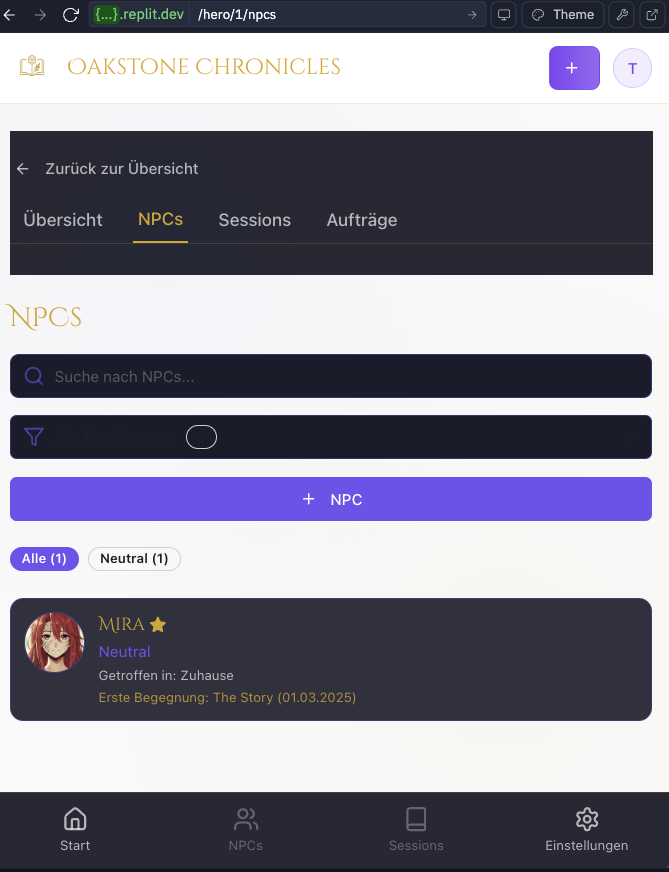 {...}.replit.dev /hero/1/npcs Theme
Oakstone Chronicles
+ T
Zurück zur Übersicht
Übersicht NPCs Sessions Aufträge
NPCs
Suche nach NPCs...
+ NPC
Alle (1) Neutral (1)
Mira
Neutral
Getroffen in: Zuhause
Erste Begegnung: The Story (01.03.2025)
Start NPCs Sessions Einstellungen